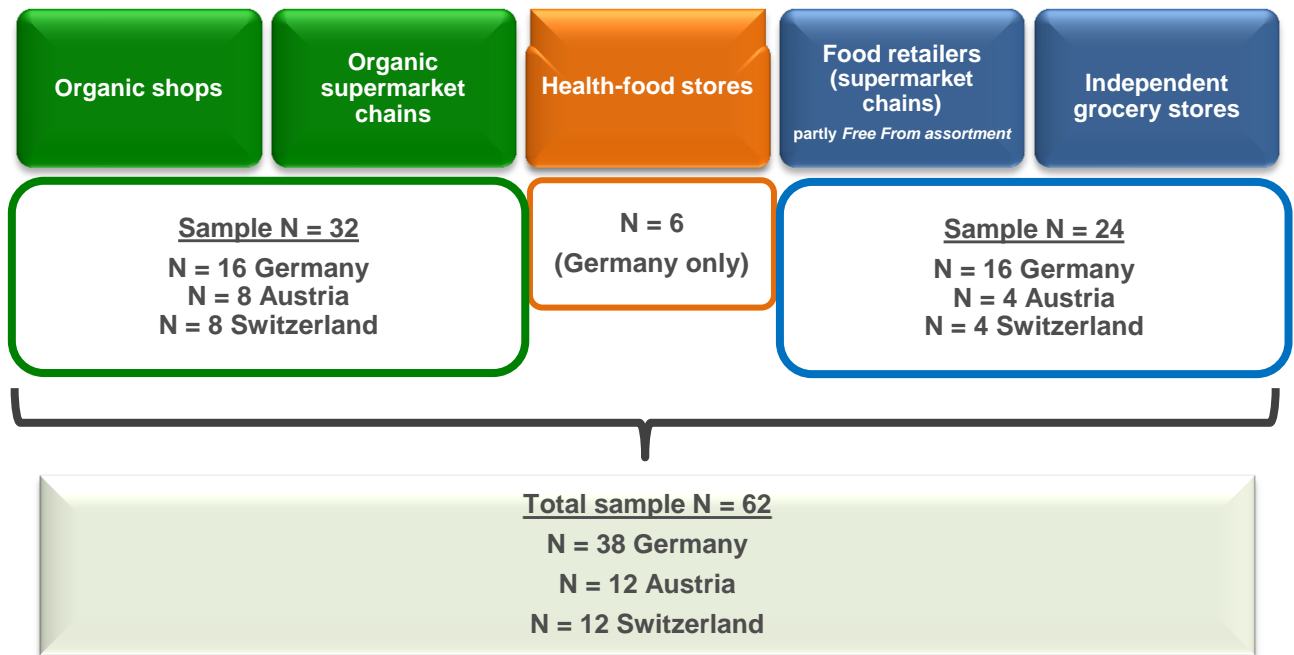 Organic shops
Organic
supermarket
chains
Health-food stores
Food retailers
(supermarket
chains)
partly Free From assortment
Independent
grocery stores
Sample N = 32
N = 16 Germany
N = 8 Austria
N = 8 Switzerland
N = 6
(Germany only)
Sample N = 24
N = 16 Germany
N = 4 Austria
N = 4 Switzerland
Total sample N = 62
N = 38 Germany
N = 12 Austria
N = 12 Switzerland